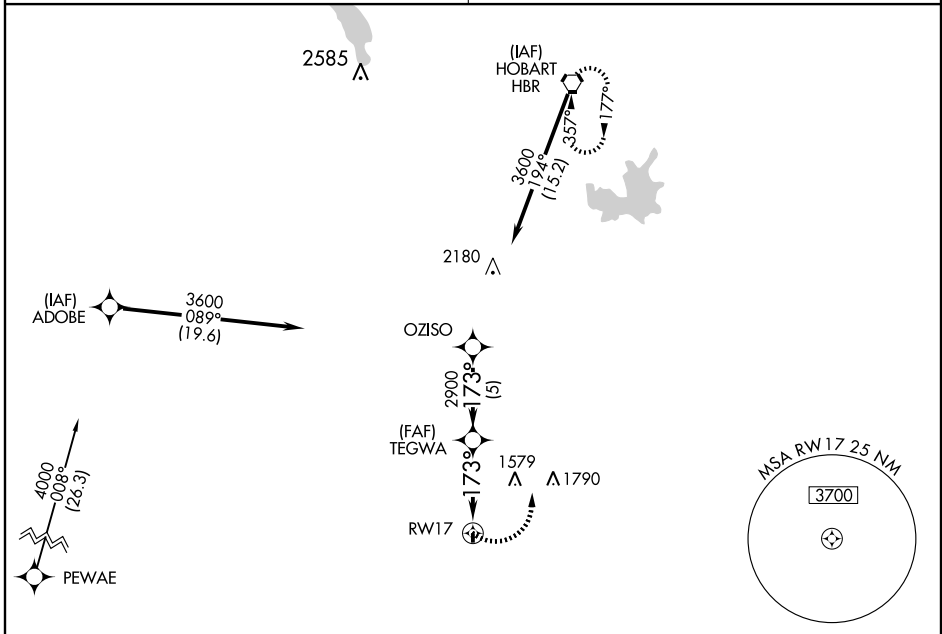 2585
(IAF)
HOBART
HBR
357°
177°
3600
194°
(15.2)
2180
(IAF)
ADOBE
3600
089°
(19.6)
OZISO
2900
173°
(5)
(FAF)
TEGWA
173°
1579
1790
RW17
4000
008°
(26.3)
PEWAE
MSA RW17 25 NM
3700